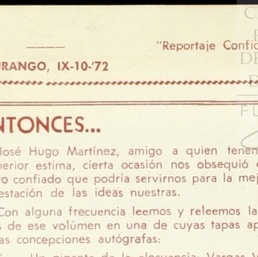 "Reportaje Confid
URANGO, IX-10-'72
NTONCES...
José Hugo Martínez, amigo a quien tenem
erior estima, cierta ocasión nos obsequió e
o confiado que podría servirnos para la mej
estación de las ideas nuestras.
Con alguna frecuencia leemos y releemos la
s de ese volúmen en una de cuyas tapas ap
as concepciones autógrafas: